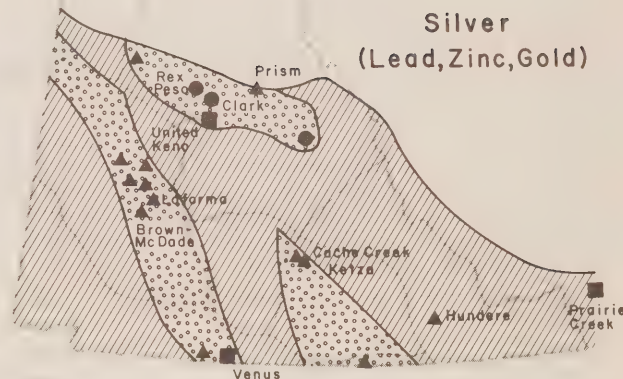 Silver
(Lead, Zinc, Gold)
Prism
Rex
Peso
Clark
United
Keno
Laforma
Brown-
McDade
Cache Creek
Ketza
Hundere
Prairie
Creek
Venus